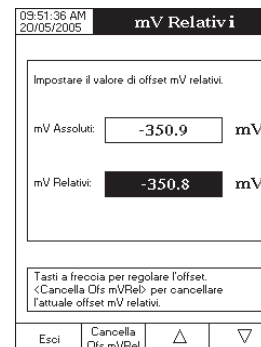 09:51:36 AM
20/05/2005
mV Relativi
Impostare il valore di offset mV relativi.
mV Assoluti: -350.9 mV
mV Relativi: -350.8 mV
Tasti a freccia per regolare l'offset.
<Cancella Ofs mVRel> per cancellare
l'attuale offset mV relativi.
Esci
Cancella
Ofs mVRel